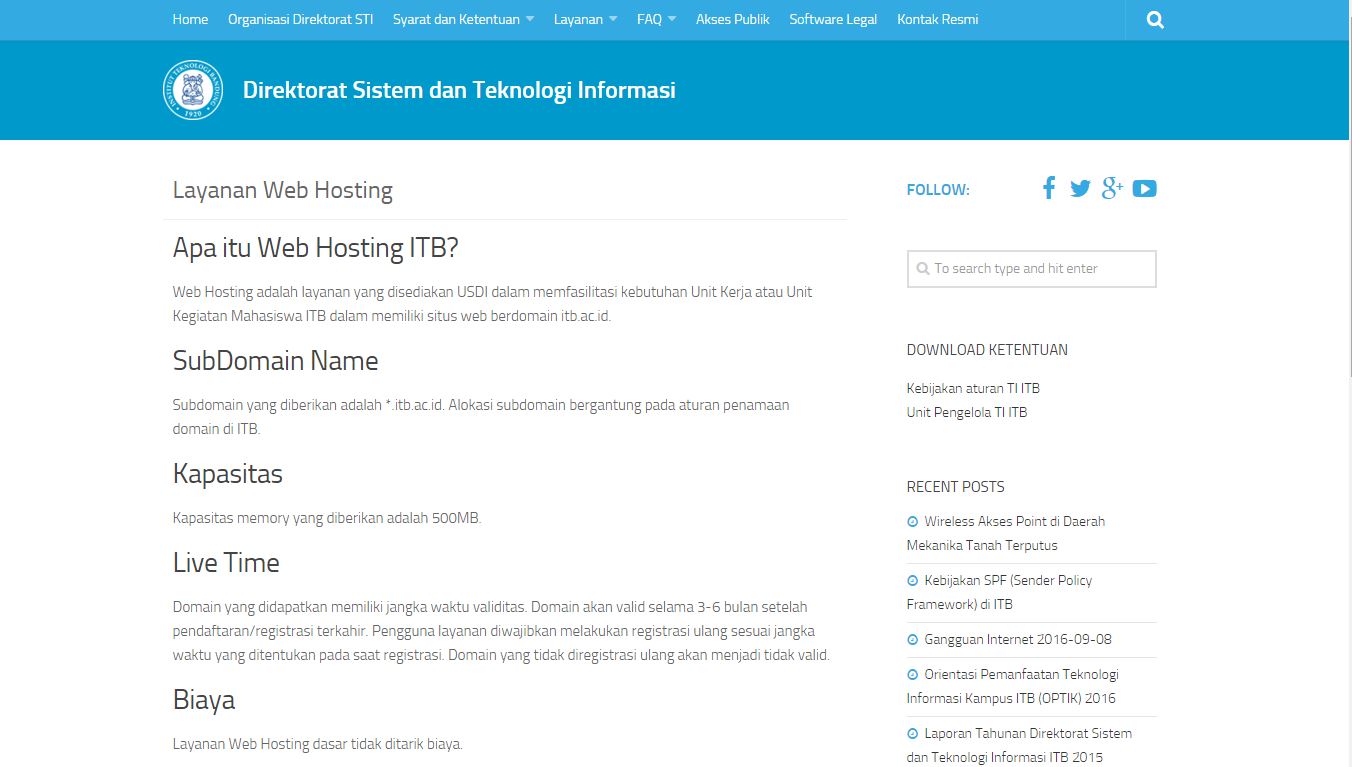 Home Organisasi Direktorat STI Syarat dan Ketentuan Layanan FAQ Akses Publik Software Legal Kontak Resmi
INSTITUT TEKNOLOGI BANDUNG
1920
Direktorat Sistem dan Teknologi Informasi
Layanan Web Hosting
Apa itu Web Hosting ITB?
Web Hosting adalah layanan yang disediakan USDI dalam memfasilitasi kebutuhan Unit Kerja atau Unit
Kegiatan Mahasiswa ITB dalam memiliki situs web berdomain itb.ac.id.
SubDomain Name
Subdomain yang diberikan adalah *.itb.ac.id. Alokasi subdomain bergantung pada aturan penamaan
domain di ITB.
Kapasitas
Kapasitas memory yang diberikan adalah 500MB.
Live Time
Domain yang didapatkan memiliki jangka waktu validitas. Domain akan valid selama 3-6 bulan setelah
pendaftaran/registrasi terkahir. Pengguna layanan diwajibkan melakukan registrasi ulang sesuai jangka
waktu yang ditentukan pada saat registrasi. Domain yang tidak diregistrasi ulang akan menjadi tidak valid.
Biaya
Layanan Web Hosting dasar tidak ditarik biaya.
FOLLOW:
To search type and hit enter
DOWNLOAD KETENTUAN
Kebijakan aturan TI ITB
Unit Pengelola TI ITB
RECENT POSTS
Wireless Akses Point di Daerah
Mekanika Tanah Terputus
Kebijakan SPF (Sender Policy
Framework) di ITB
Gangguan Internet 2016-09-08
Orientasi Pemanfaatan Teknologi
Informasi Kampus ITB (OPTIK) 2016
Laporan Tahunan Direktorat Sistem
dan Teknologi Informasi ITB 2015